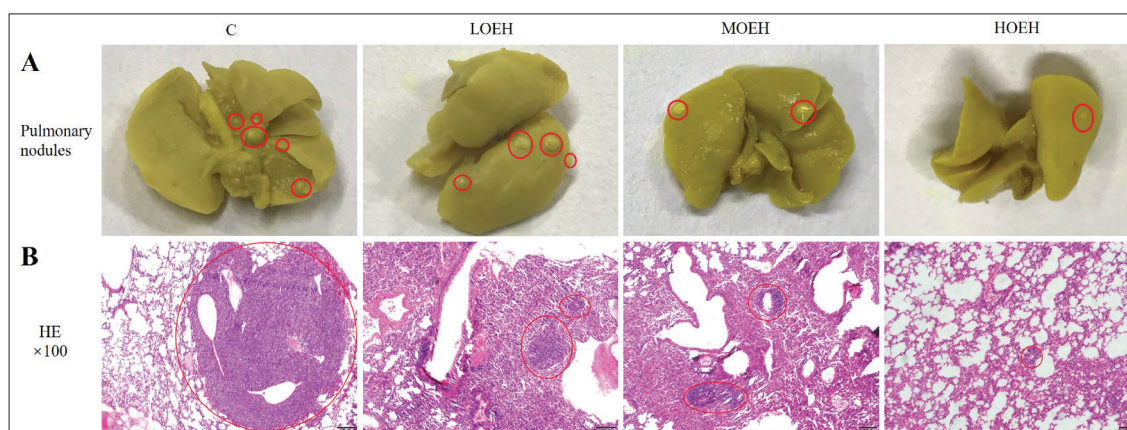 C
LOEH
MOEH
HOEH
A
Pulmonary
nodules
B
HE
×100